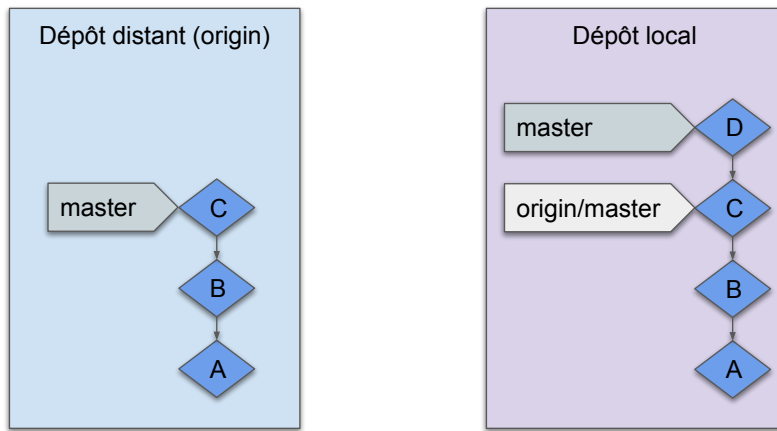 Dépôt distant (origin)
master
C
B
A
Dépôt local
master
D
origin/master
C
B
A